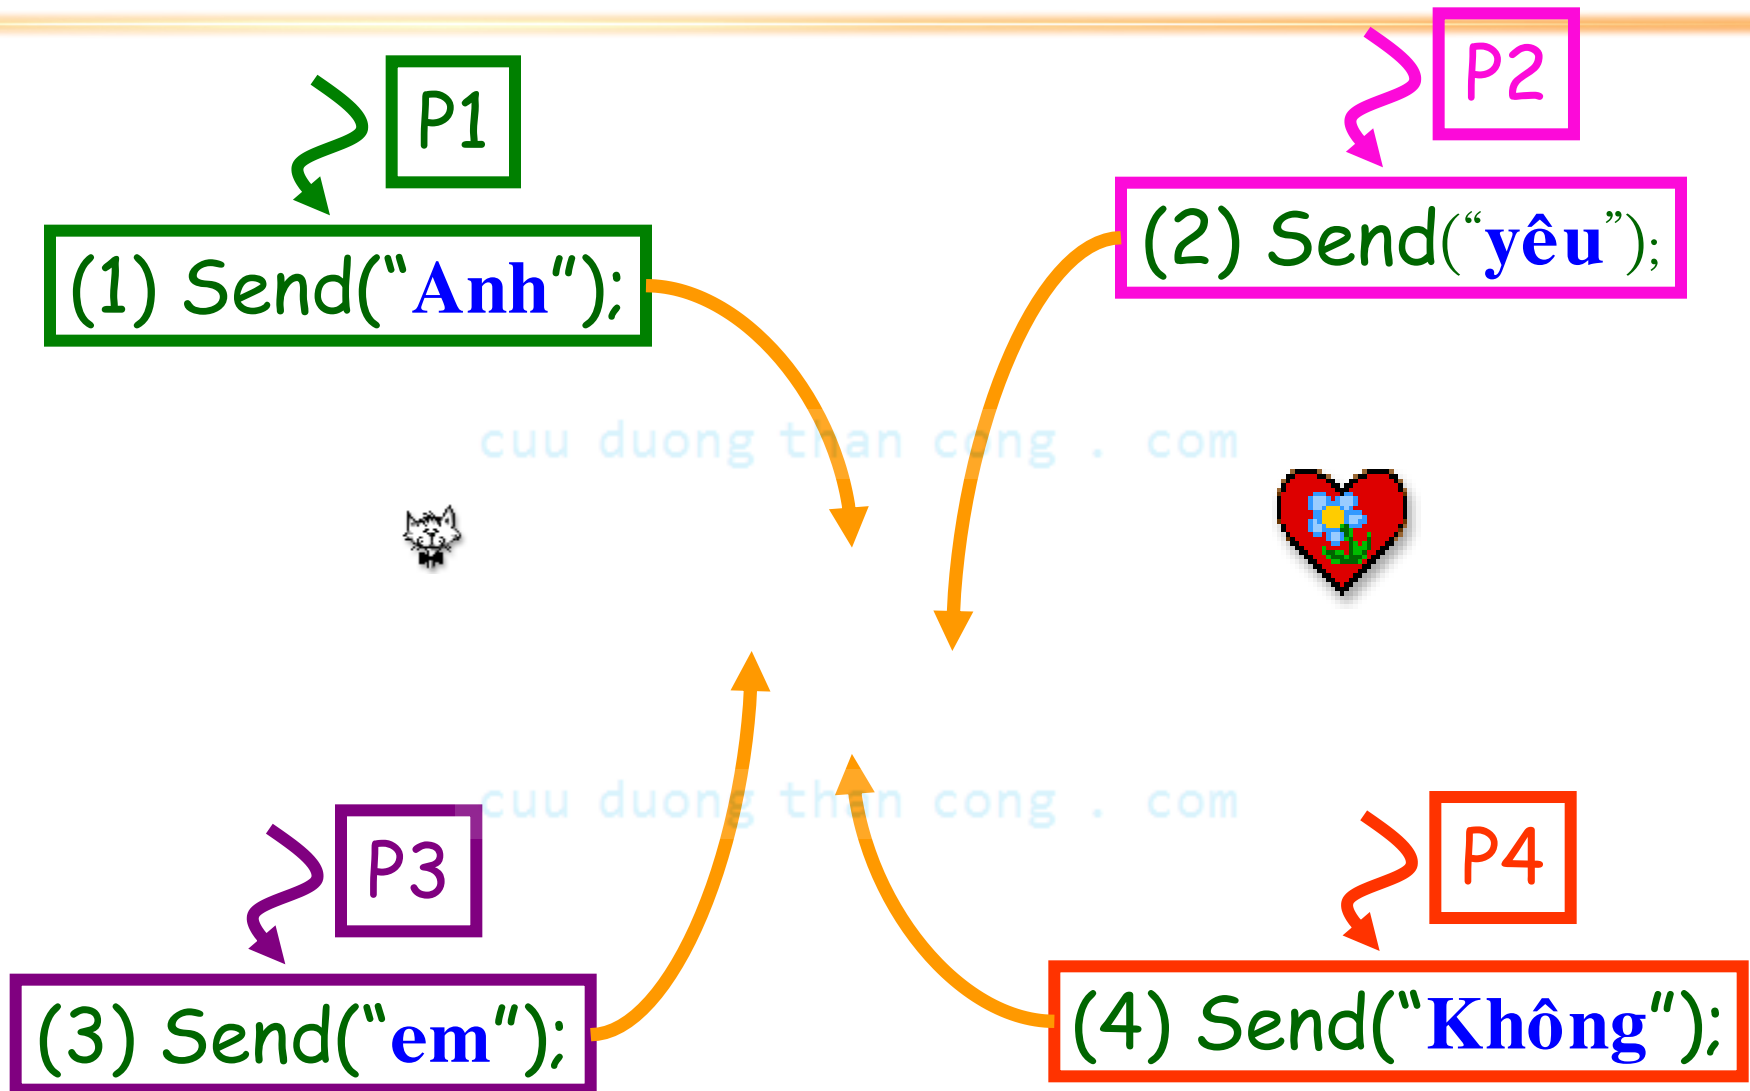 P1
P2
(1) Send(“Anh”);
(2) Send(“yêu”);
cuu duong than cong . com
cuu duong than cong . com
P3
P4
(3) Send(“em”);
(4) Send(“Không”);